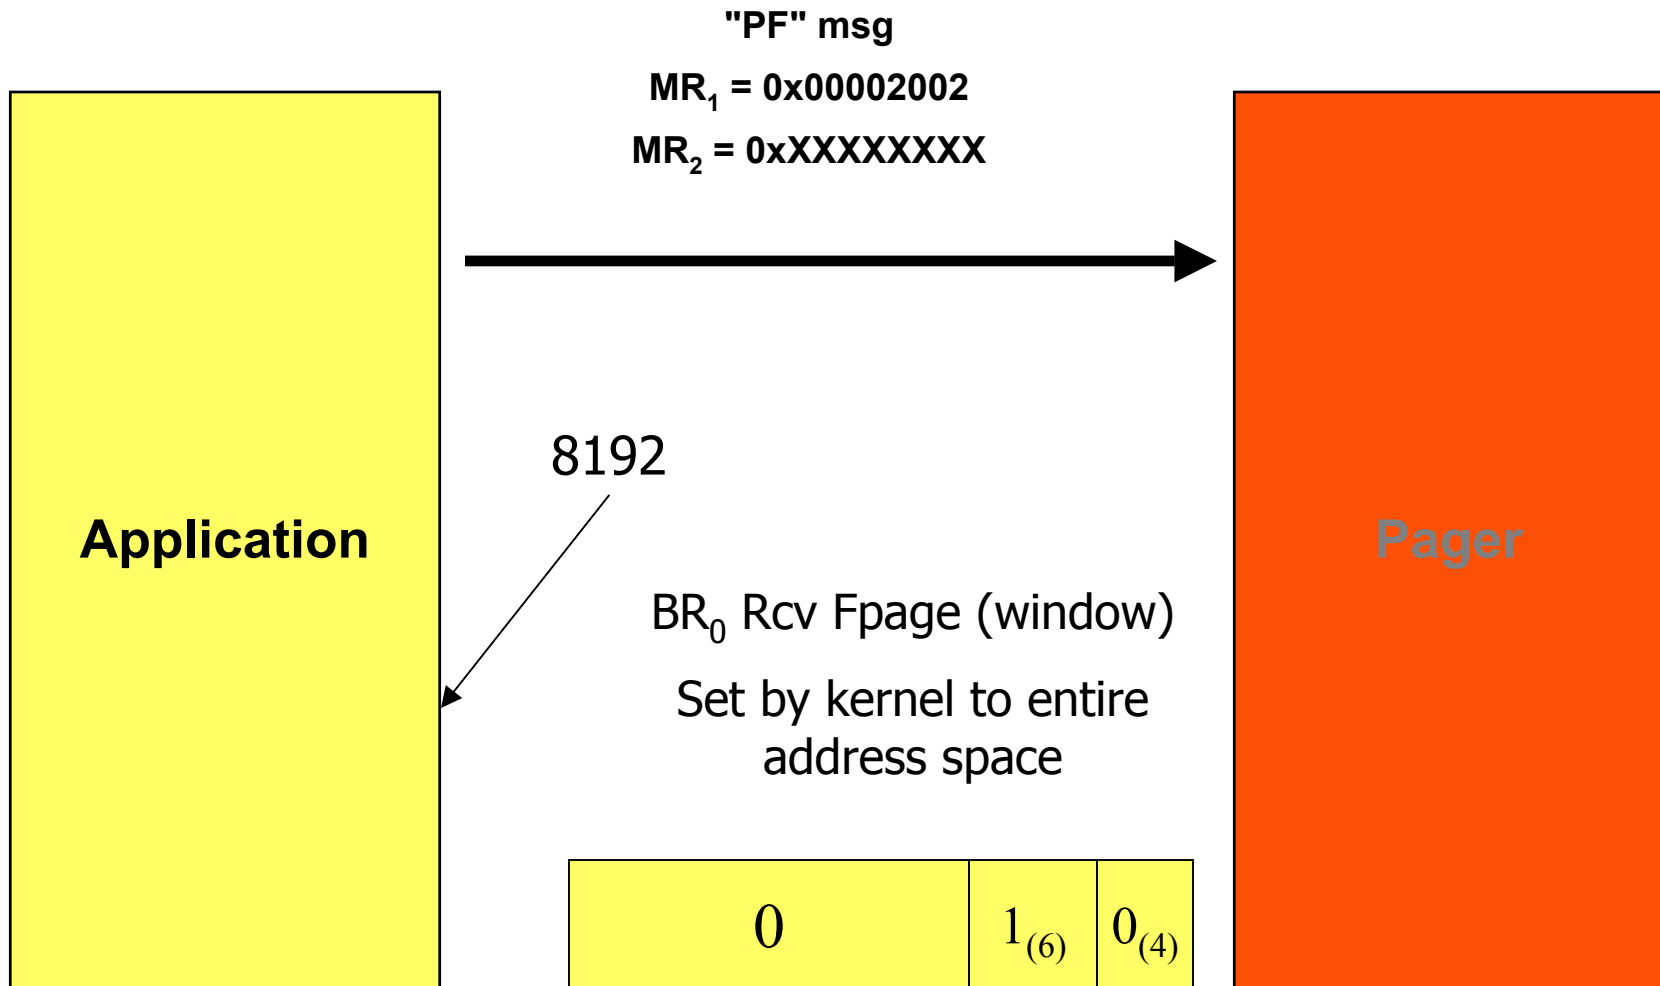 "PF" msg
MR₁ = 0x00002002
MR₂ = 0xXXXXXXXX
8192
Application
Pager
BR₀ Rcv Fpage (window)
Set by kernel to entire
address space
0 1₍₆₎ 0₍₄₎